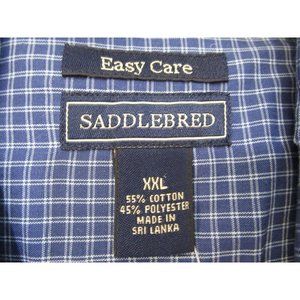 Easy Care
SADDLEBRED
XXL
55% COTTON
45% POLYESTER
MADE IN
SRI LANKA